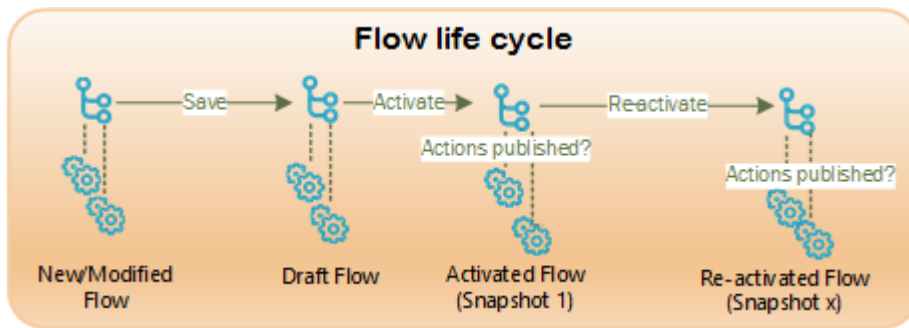 Flow life cycle
Save
Activate
Re-activate
Actions published?
Actions published?
New/Modified
Flow
Draft Flow
Activated Flow
(Snapshot 1)
Re-activated Flow
(Snapshot x)